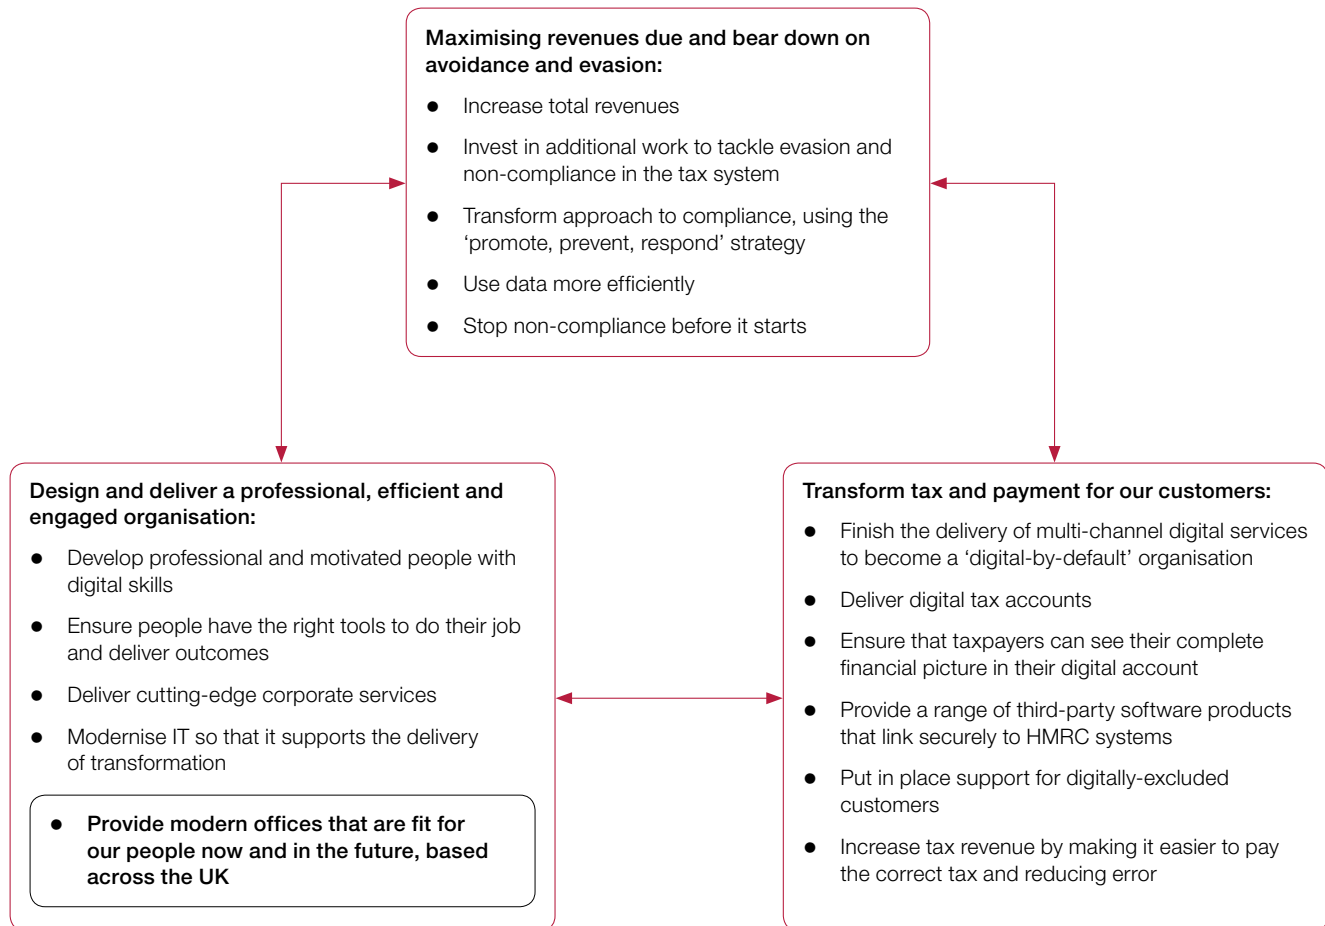 Maximising revenues due and bear down on
avoidance and evasion:
● Increase total revenues
● Invest in additional work to tackle evasion and
non-compliance in the tax system
● Transform approach to compliance, using the
‘promote, prevent, respond’ strategy
● Use data more efficiently
● Stop non-compliance before it starts
Design and deliver a professional, efficient and
engaged organisation:
● Develop professional and motivated people with
digital skills
● Ensure people have the right tools to do their job
and deliver outcomes
● Deliver cutting-edge corporate services
● Modernise IT so that it supports the delivery
of transformation
● Provide modern offices that are fit for
our people now and in the future, based
across the UK
Transform tax and payment for our customers:
● Finish the delivery of multi-channel digital services
to become a ‘digital-by-default’ organisation
● Deliver digital tax accounts
● Ensure that taxpayers can see their complete
financial picture in their digital account
● Provide a range of third-party software products
that link securely to HMRC systems
● Put in place support for digitally-excluded
customers
● Increase tax revenue by making it easier to pay
the correct tax and reducing error